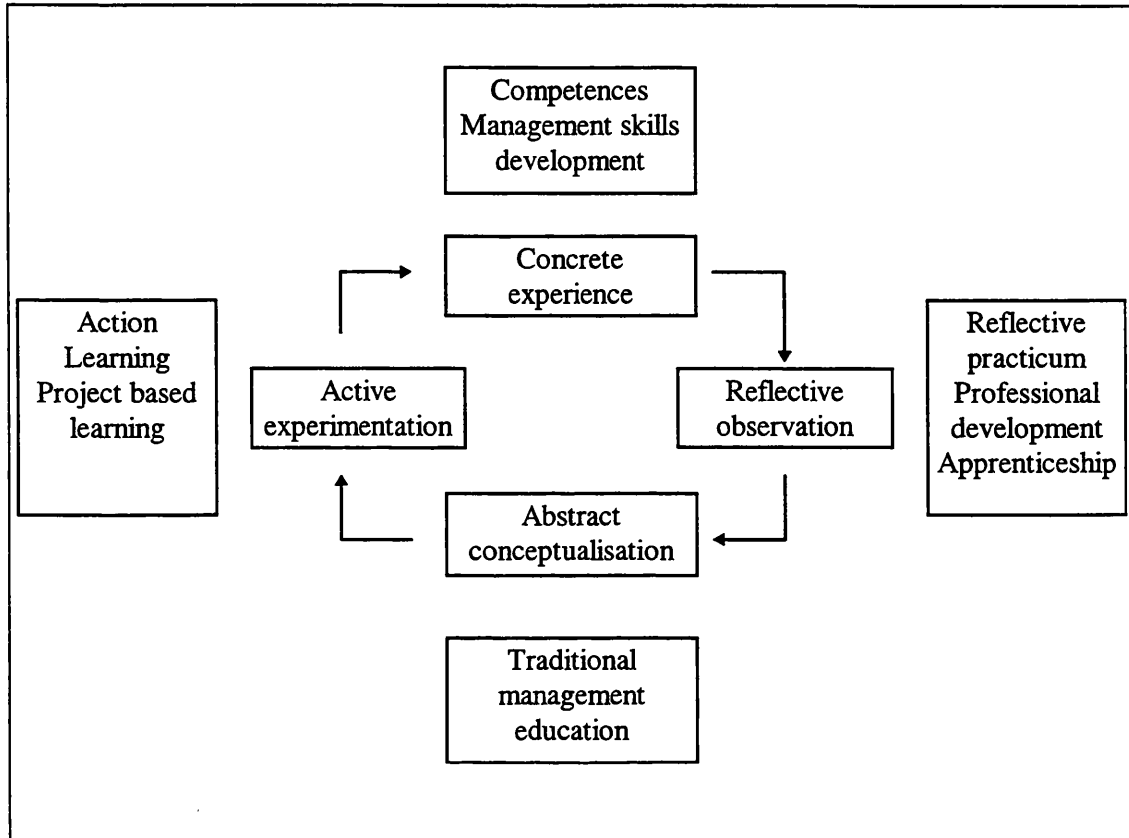 Competences
Management skills
development
Concrete
experience
Action
Learning
Project based
learning
Active
experimentation
Reflective
observation
Reflective
practicum
Professional
development
Apprenticeship
Abstract
conceptualisation
Traditional
management
education